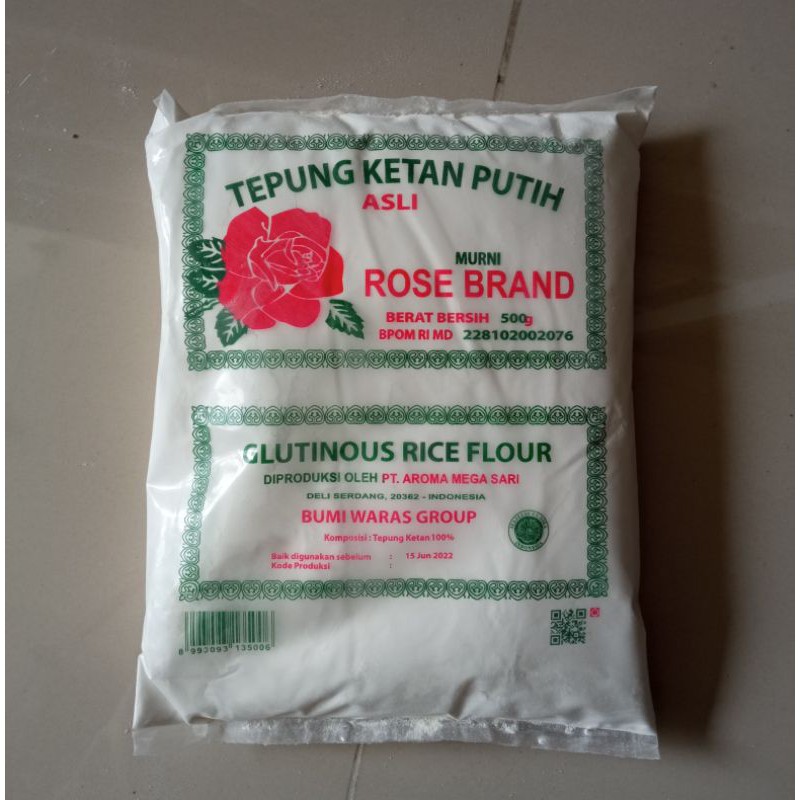 TEPUNG KETAN PUTIH
ASLI
MURNI
ROSE BRAND
BERAT BERSIH 500g
BPOM RI MD 228102002076
GLUTINOUS RICE FLOUR
DIPRODUKSI OLEH PT. AROMA MEGA SARI
DELI SERDANG, 20362 - INDONESIA
BUMI WARAS GROUP
Komposisi : Tepung Ketan 100%
Baik digunakan sebelum : 15 Jun 2022
Kode Produksi :
8 993093 135006